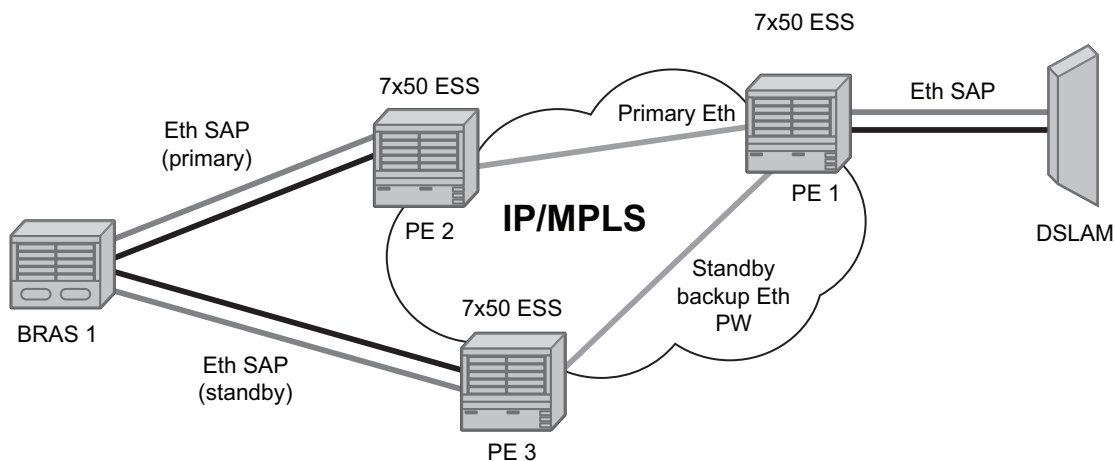 7x50 ESS
7x50 ESS
Eth SAP
Primary Eth
Eth SAP
(primary)
PE 1
PE 2
IP/MPLS
DSLAM
Standby
backup Eth
PW
7x50 ESS
BRAS 1
Eth SAP
(standby)
PE 3